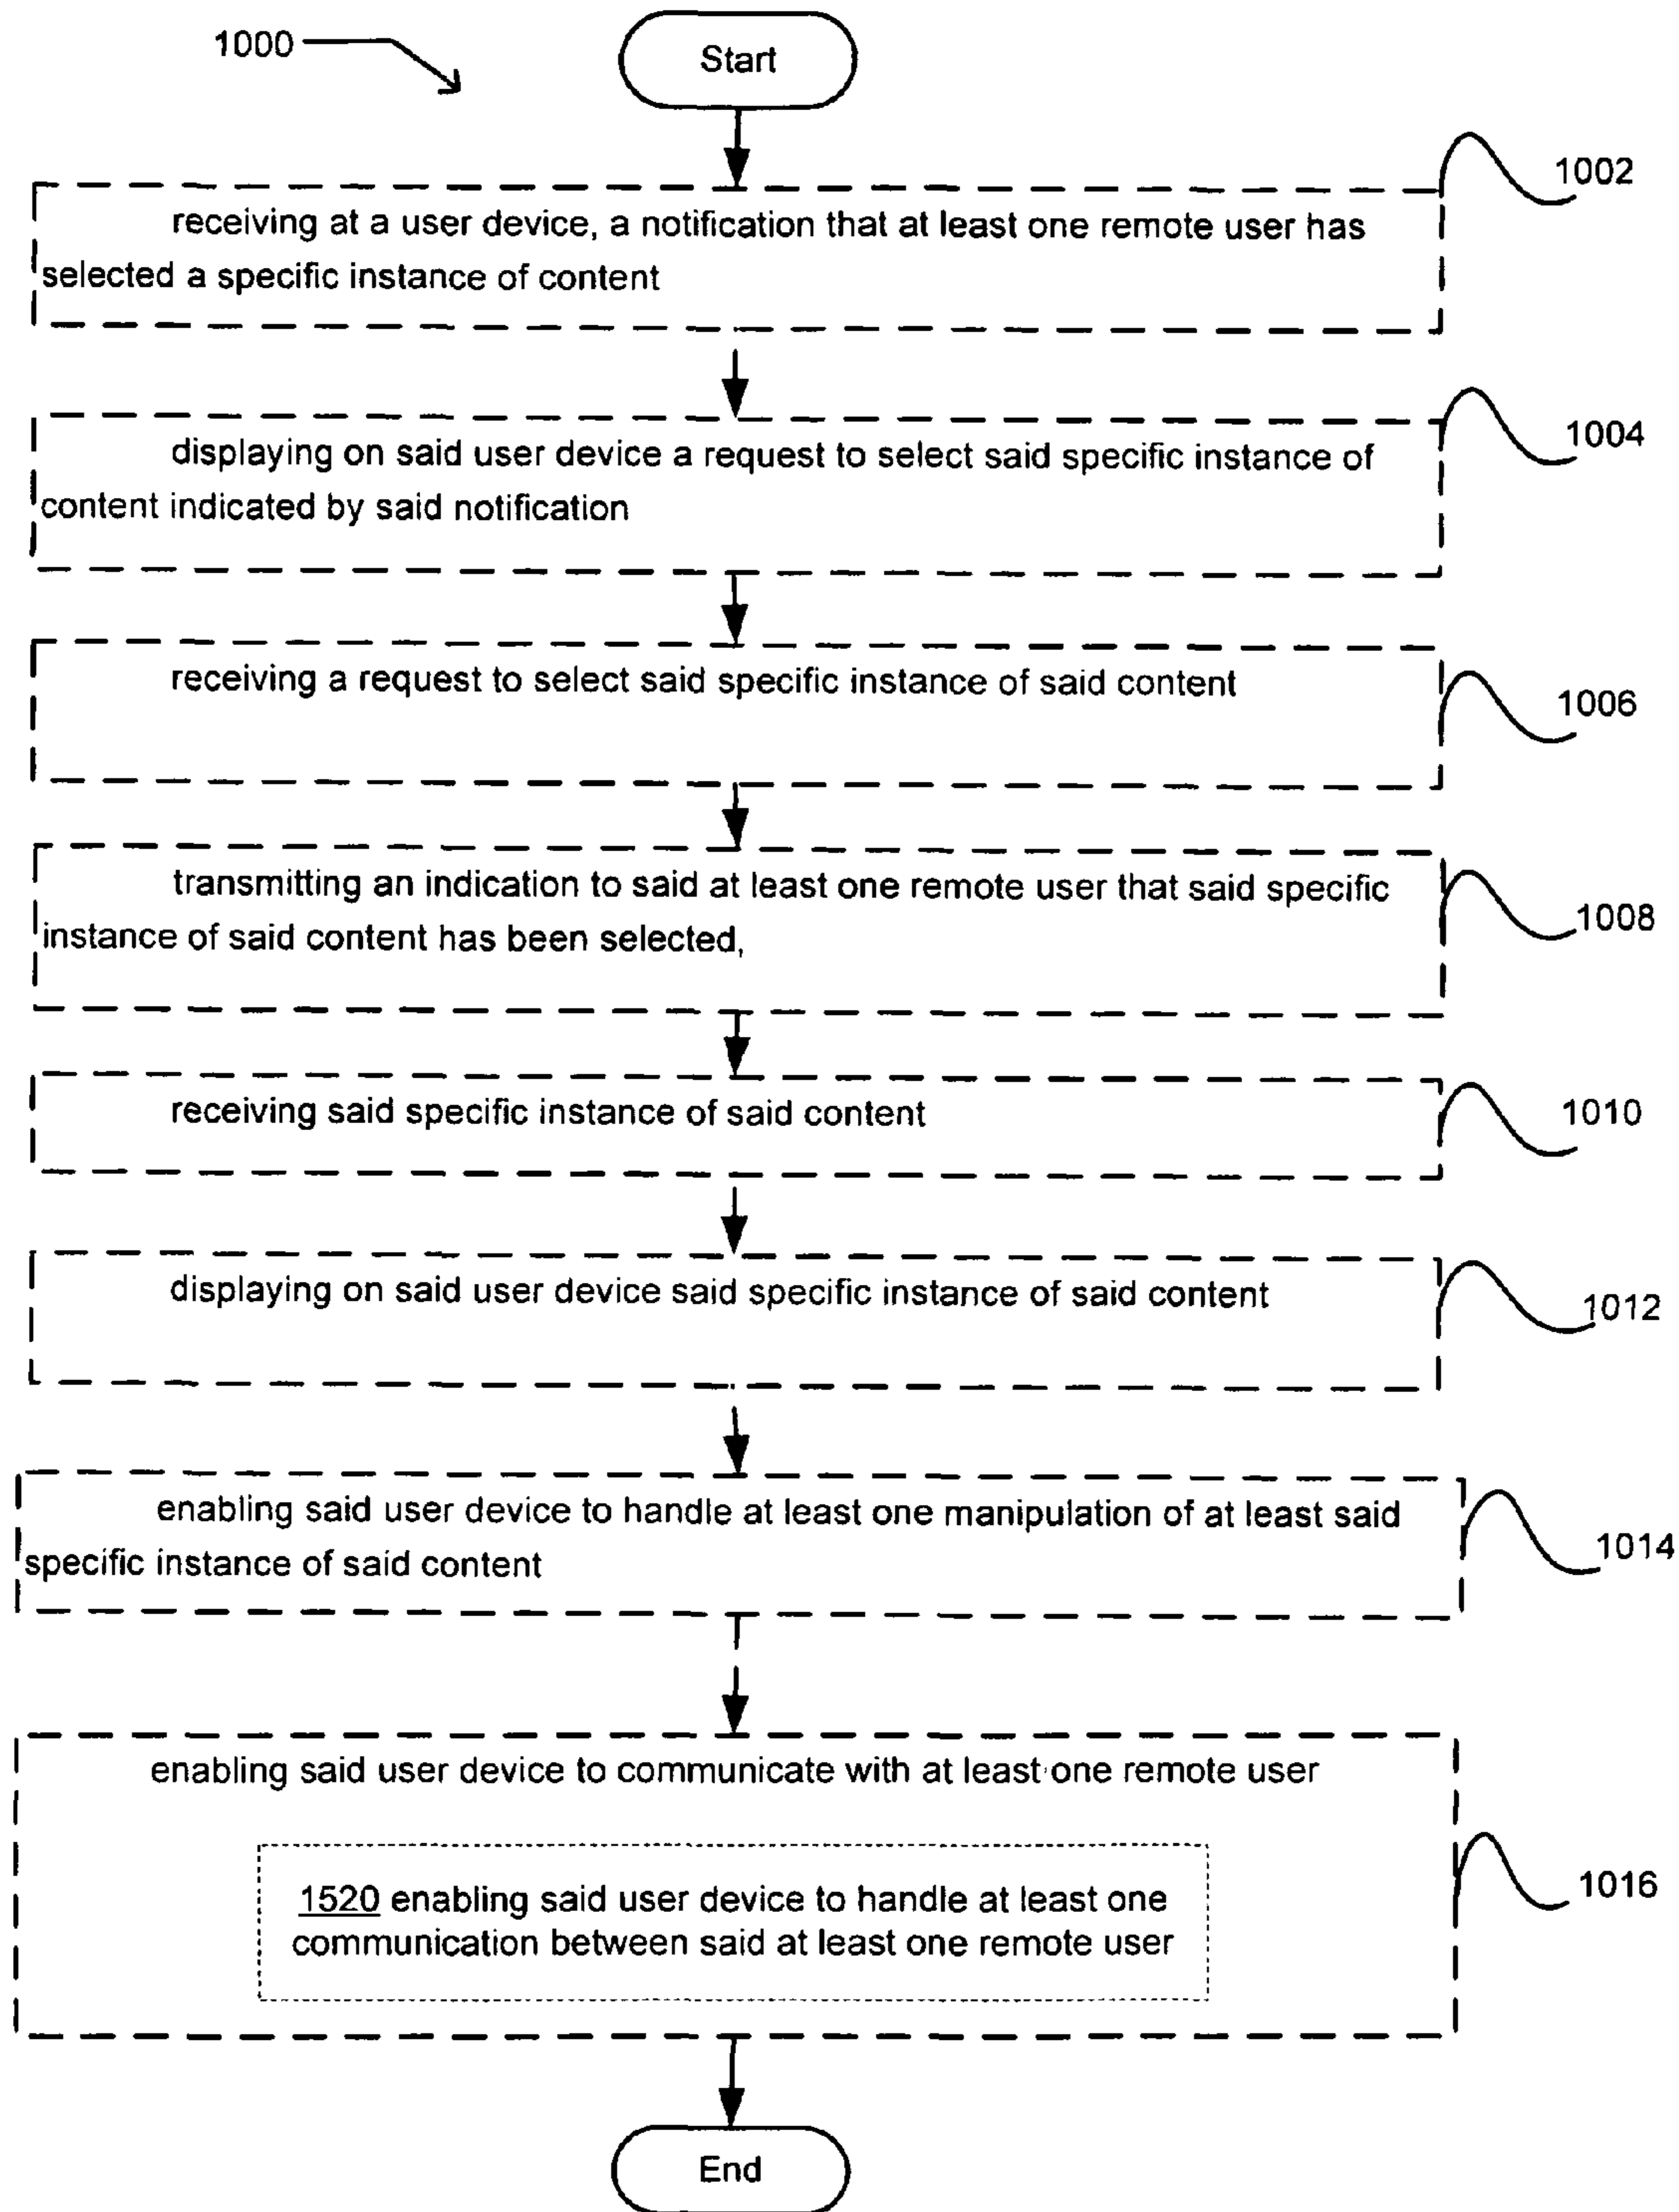 1000
Start
1002
receiving at a user device, a notification that at least one remote user has
selected a specific instance of content
1004
displaying on said user device a request to select said specific instance of
content indicated by said notification
1006
receiving a request to select said specific instance of said content
1008
transmitting an indication to said at least one remote user that said specific
instance of said content has been selected,
1010
receiving said specific instance of said content
1012
displaying on said user device said specific instance of said content
1014
enabling said user device to handle at least one manipulation of at least said
specific instance of said content
enabling said user device to communicate with at least one remote user
1016
1520 enabling said user device to handle at least one
communication between said at least one remote user
End